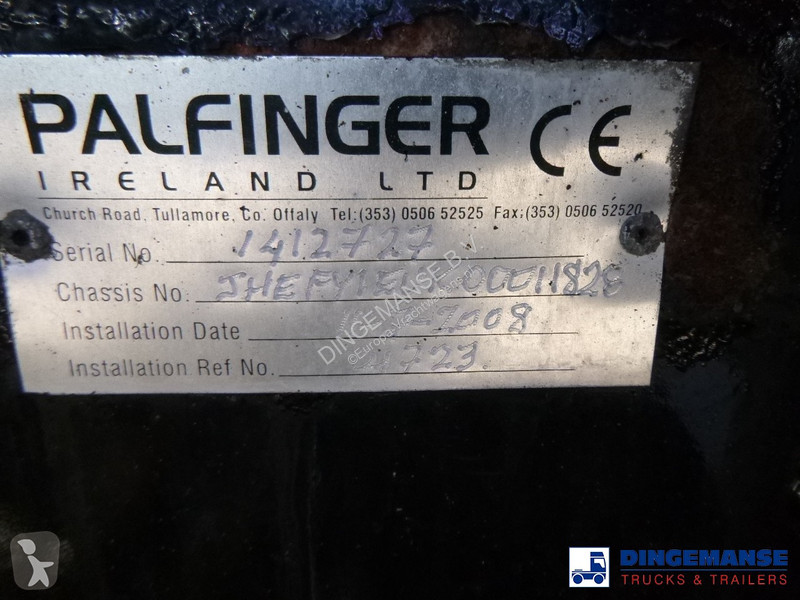 PALFINGER CE
IRELAND LTD
Church Road, Tullamore, Co. Offaly Tel:(353) 0506 52525 Fax:(353) 0506 52520
Serial No. 1412727
Chassis No:
Installation Date 2008
Installation Ref No.
DINGEMANSE B.V.
DINGEMANSE
TRUCKS & TRAILERS